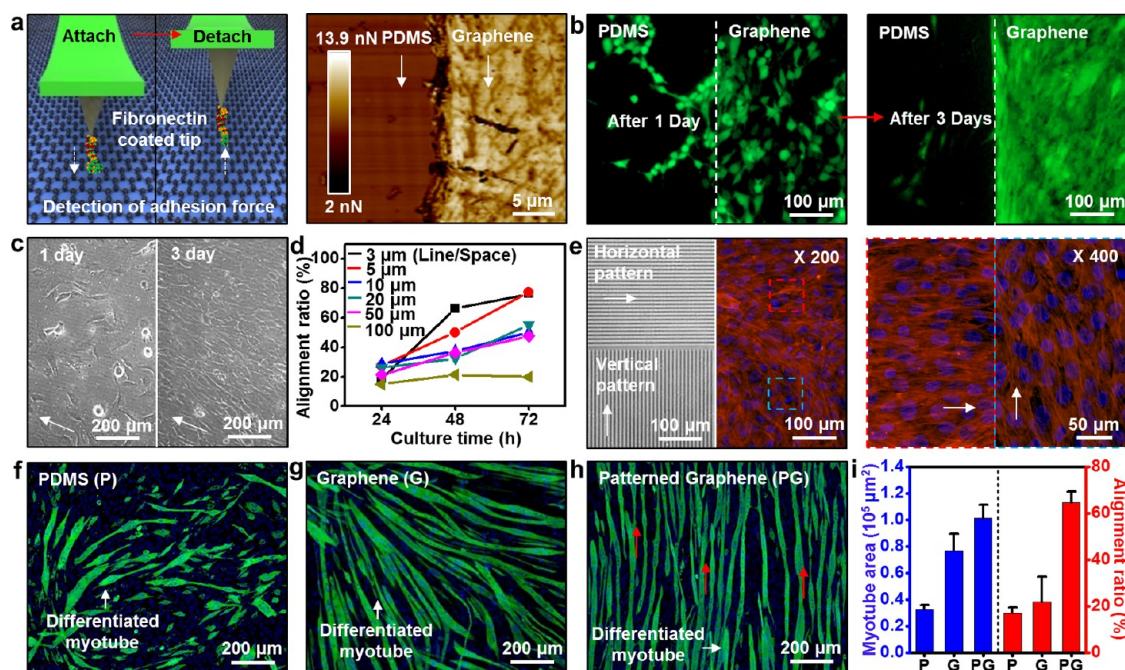 a
Attach
Detach
Fibronectin
coated tip
Detection of adhesion force
13.9 nN
PDMS
Graphene
2 nN
5 µm
b
PDMS
Graphene
After 1 Day
100 µm
PDMS
Graphene
After 3 Days
100 µm
c
1 day
3 day
200 µm
200 µm
d
Alignment ratio (%)
100
80
60
40
20
0
3 µm (Line/Space)
5 µm
10 µm
20 µm
50 µm
100 µm
24
48
72
Culture time (h)
e
Horizontal
pattern
Vertical
pattern
100 µm
X 200
100 µm
X 400
50 µm
f
PDMS (P)
Differentiated
myotube
200 µm
g
Graphene (G)
Differentiated
myotube
200 µm
h
Patterned Graphene (PG)
Differentiated
myotube
200 µm
i
Myotube area (10⁵ µm²)
1.4
1.2
1.0
0.8
0.6
0.4
0.2
0.0
P
G
PG
P
G
PG
80
60
40
20
0
Alignment ratio (%)